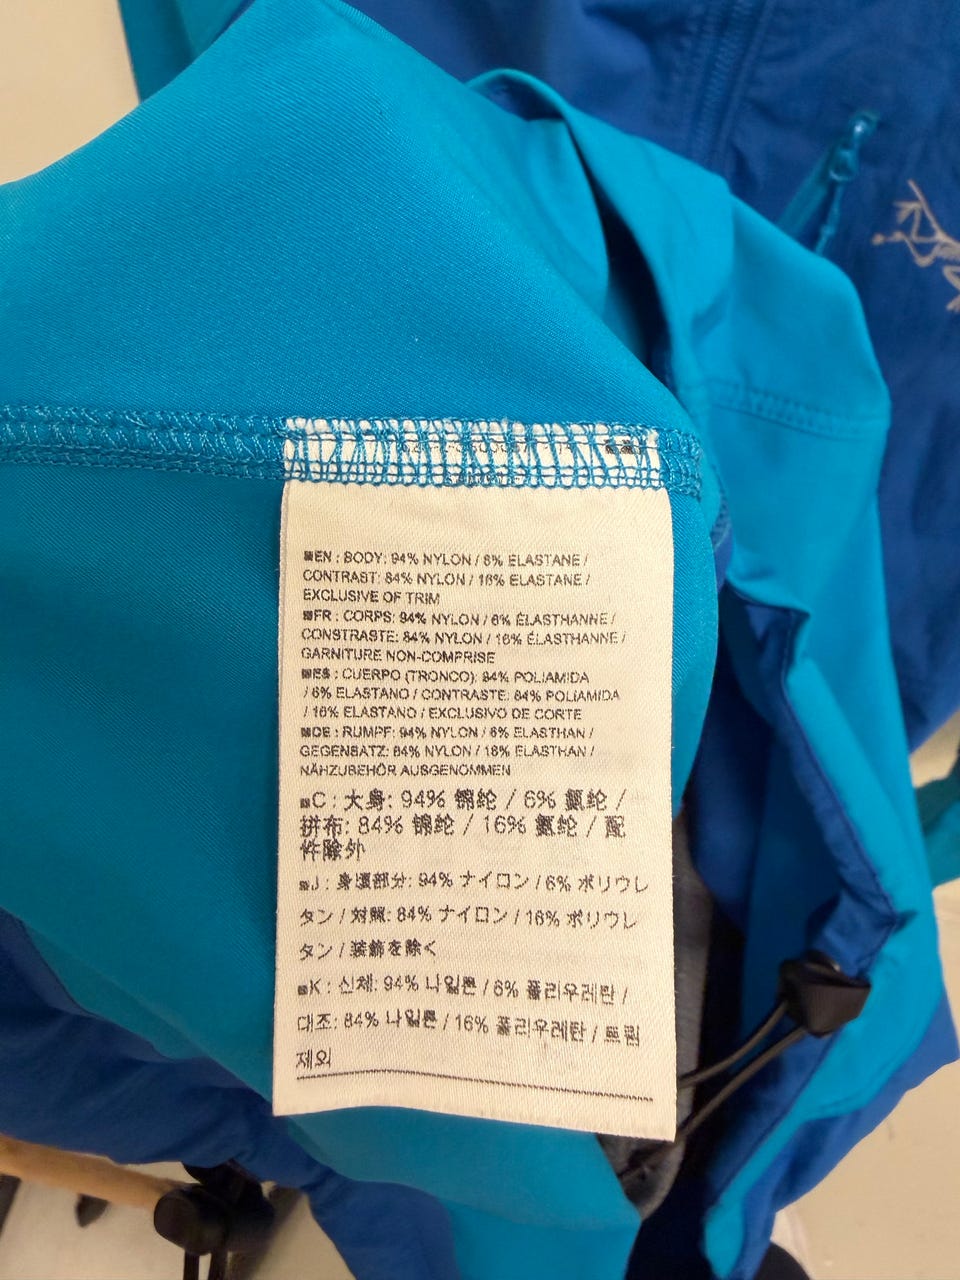 EN : BODY: 94% NYLON / 6% ELASTANE /
CONTRAST: 84% NYLON / 16% ELASTANE /
EXCLUSIVE OF TRIM
FR : CORPS: 94% NYLON / 6% ÉLASTHANNE /
CONSTRASTE: 84% NYLON / 16% ÉLASTHANNE /
GARNITURE NON-COMPRISE
ES : CUERPO (TRONCO): 94% POLIAMIDA
/ 6% ELASTANO / CONTRASTE: 84% POLIAMIDA
/ 16% ELASTANO / EXCLUSIVO DE CORTE
DE : RUMPF: 94% NYLON / 6% ELASTHAN /
GEGENSATZ: 84% NYLON / 16% ELASTHAN /
NÄHZUBEHÖR AUSGENOMMEN
C : 大身: 94% 锦纶 / 6% 氨纶 /
拼布: 84% 锦纶 / 16% 氨纶 / 配
件除外
J : 身頃部分: 94% ナイロン / 6% ポリウレ
タン / 対照: 84% ナイロン / 16% ポリウレ
タン / 装飾を除く
K : 신체: 94% 나일론 / 6% 폴리우레탄 /
대조: 84% 나일론 / 16% 폴리우레탄 / 트림
제외